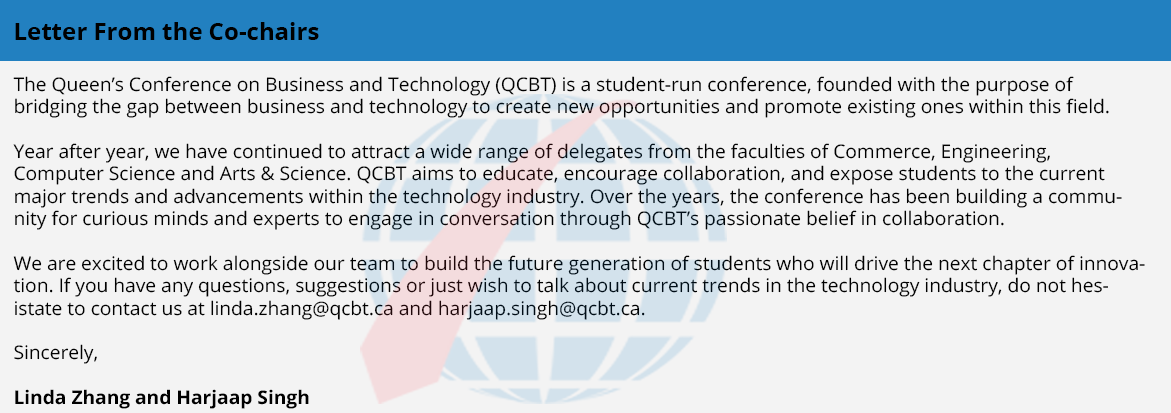 Letter From the Co-chairs
The Queen’s Conference on Business and Technology (QCBT) is a student-run conference, founded with the purpose of
bridging the gap between business and technology to create new opportunities and promote existing ones within this field.
Year after year, we have continued to attract a wide range of delegates from the faculties of Commerce, Engineering,
Computer Science and Arts & Science. QCBT aims to educate, encourage collaboration, and expose students to the current
major trends and advancements within the technology industry. Over the years, the conference has been building a commu-
nity for curious minds and experts to engage in conversation through QCBT’s passionate belief in collaboration.
We are excited to work alongside our team to build the future generation of students who will drive the next chapter of innova-
tion. If you have any questions, suggestions or just wish to talk about current trends in the technology industry, do not hes-
istate to contact us at linda.zhang@qcbt.ca and harjaap.singh@qcbt.ca.
Sincerely,
Linda Zhang and Harjaap Singh